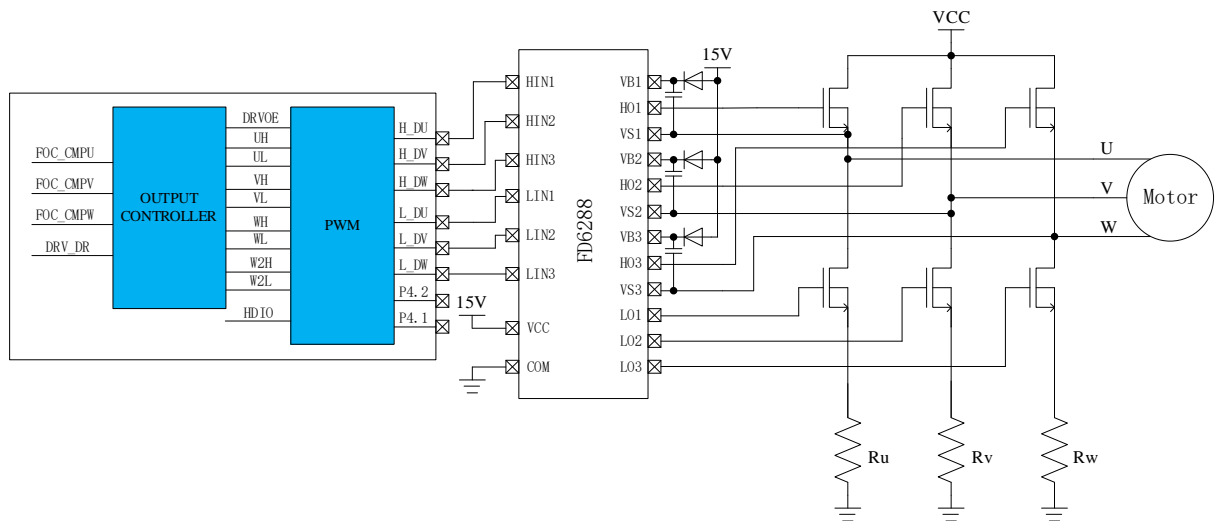 VCC
15V
HIN1
HIN2
HIN3
LIN1
LIN2
LIN3
VCC
COM
FD6288
VB1
HO1
VS1
VB2
HO2
VS2
VB3
HO3
VS3
LO1
LO2
LO3
FOC_CMPU
FOC_CMPV
FOC_CMPW
DRV_DR
OUTPUT
CONTROLLER
DRVOE
UH
UL
VH
VL
WH
WL
W2H
W2L
HDIO
PWM
H_DU
H_DV
H_DW
L_DU
L_DV
L_DW
P4.2
P4.1
15V
U
V
W
Motor
Ru
Rv
Rw